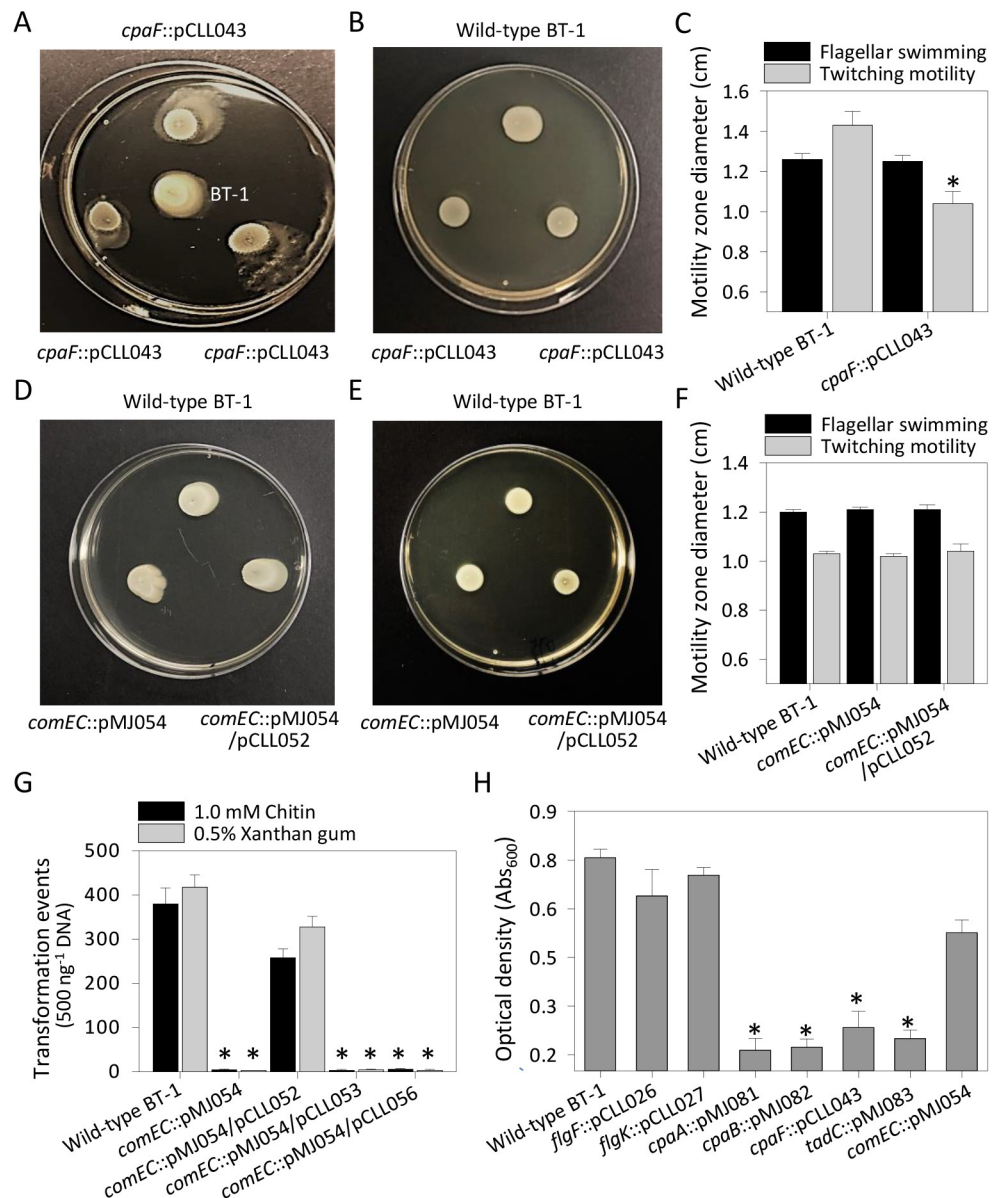 A
cpaF::pCLL043
BT-1
cpaF::pCLL043 cpaF::pCLL043
B
Wild-type BT-1
cpaF::pCLL043 cpaF::pCLL043
C
Flagellar swimming
Twitching motility
Motility zone diameter (cm)
1.6
1.4
1.2
1.0
0.8
0.6
*
Wild-type BT-1
cpaF::pCLL043
D
Wild-type BT-1
comEC::pMJ054
comEC::pMJ054
/pCLL052
E
Wild-type BT-1
comEC::pMJ054
comEC::pMJ054
/pCLL052
F
Flagellar swimming
Twitching motility
Motility zone diameter (cm)
1.4
1.2
1.0
0.8
0.6
Wild-type BT-1
comEC::pMJ054
comEC::pMJ054
/pCLL052
G
1.0 mM Chitin
0.5% Xanthan gum
Transformation events
(500 ng⁻¹ DNA)
500
400
300
200
100
0
* * * * * *
Wild-type BT-1
comEC::pMJ054
comEC::pMJ054/pCLL052
comEC::pMJ054/pCLL053
comEC::pMJ054/pCLL056
H
Optical density (Abs₆₀₀)
0.9
0.8
0.6
0.5
0.3
0.2
* * * *
Wild-type BT-1
flgF::pCLL026
flgK::pCLL027
cpaA::pMJ081
cpaB::pMJ082
cpaF::pCLL043
tadC::pMJ083
comEC::pMJ054